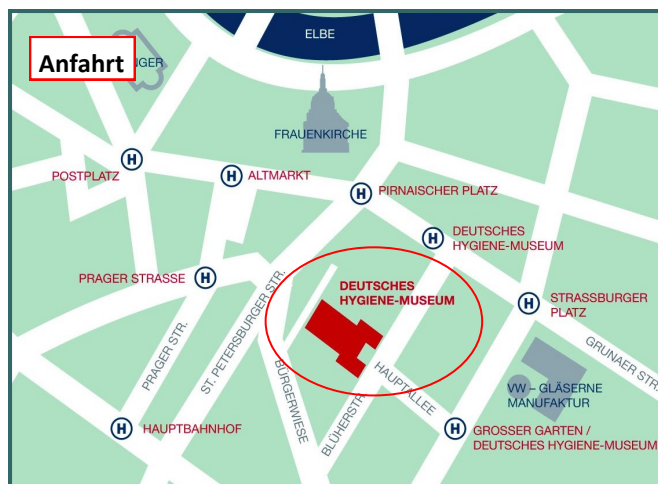 ELBE
Anfahrt
NGER
FRAUENKIRCHE
H
POSTPLATZ
H
ALTMARKT
H
PIRNAISCHER PLATZ
H
DEUTSCHES
HYGIENE-MUSEUM
PRAGER STRASSE
H
DEUTSCHES
HYGIENE-MUSEUM
H
STRASSBURGER
PLATZ
PRAGER STR.
ST. PETERSBURGER STR.
BÜRGERWIESE
BLÜHERSTR.
HAUPTALLEE
GRUNAER STR.
VW – GLÄSERNE
MANUFAKTUR
H
HAUPTBAHNHOF
H
GROSSER GARTEN /
DEUTSCHES HYGIENE-MUSEUM